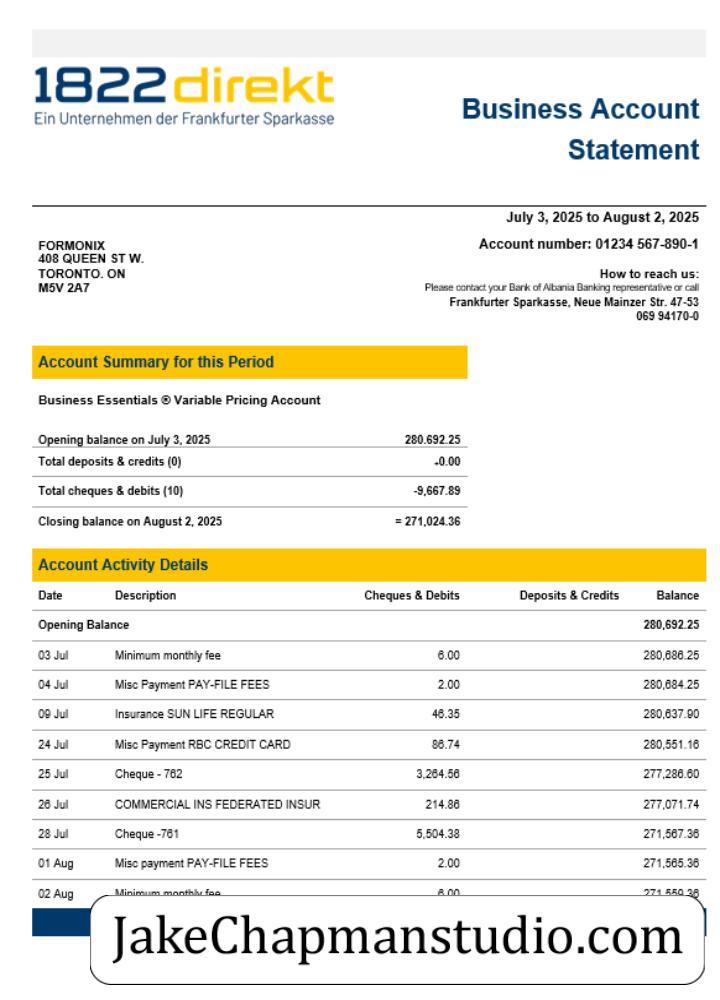 1822direkt
Ein Unternehmen der Frankfurter Sparkasse
Business Account
Statement
July 3, 2025 to August 2, 2025
FORMONIX
408 QUEEN ST W.
TORONTO. ON
M5V 2A7
Account number: 01234 567-890-1
How to reach us:
Please contact your Bank of Albania Banking representative or call
Frankfurter Sparkasse, Neue Mainzer Str. 47-53
069 94170-0
Account Summary for this Period
Business Essentials ® Variable Pricing Account
Opening balance on July 3, 2025 280.692.25
Total deposits & credits (0) +0.00
Total cheques & debits (10) -9,667.89
Closing balance on August 2, 2025 = 271,024.36
Account Activity Details
Date Description Cheques & Debits Deposits & Credits Balance
Opening Balance 280,692.25
03 Jul Minimum monthly fee 6.00 280,686.25
04 Jul Misc Payment PAY-FILE FEES 2.00 280,684.25
09 Jul Insurance SUN LIFE REGULAR 46.35 280,637.90
24 Jul Misc Payment RBC CREDIT CARD 86.74 280,551.16
25 Jul Cheque - 762 3,264.56 277,286.60
26 Jul COMMERCIAL INS FEDERATED INSUR 214.86 277,071.74
28 Jul Cheque -761 5,504.38 271,567.36
01 Aug Misc payment PAY-FILE FEES 2.00 271,565.36
02 Aug Minimum monthly fee 6.00 271,559.36
JakeChapmanstudio.com